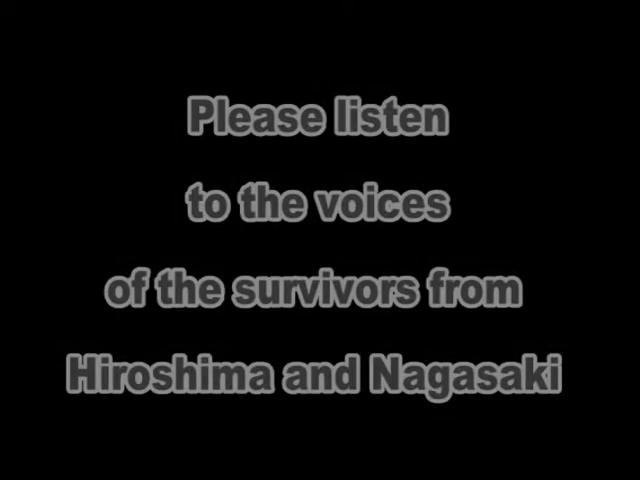 Please listen
to the voices
of the survivors from
Hiroshima and Nagasaki